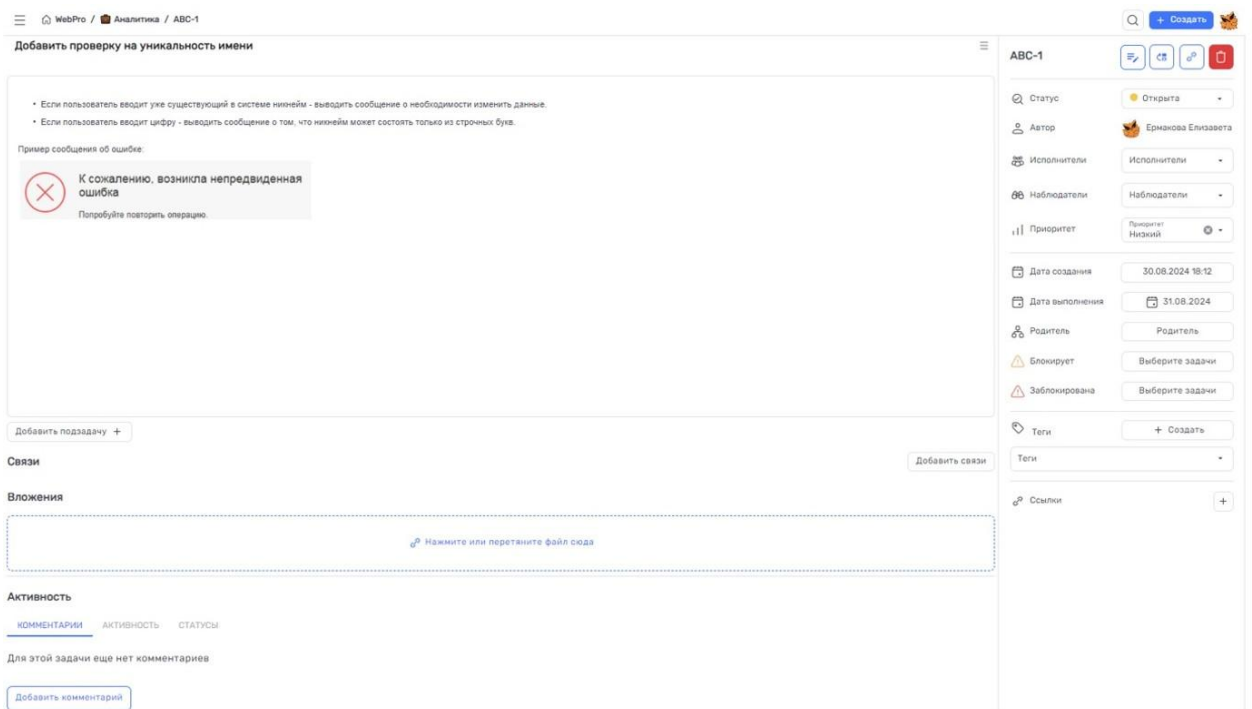 WebPro / Аналитика / ABC-1
+ Создать
Добавить проверку на уникальность имени
• Если пользователь вводит уже существующий в системе никнейм - выводить сообщение о необходимости изменить данные.
• Если пользователь вводит цифру - выводить сообщение о том, что никнейм может состоять только из строчных букв.
Пример сообщения об ошибке:
К сожалению, возникла непредвиденная
ошибка
Попробуйте повторить операцию.
Добавить подзадачу +
Связи
Добавить связи
Вложения
Нажмите или перетяните файл сюда
Активность
КОММЕНТАРИИ АКТИВНОСТЬ СТАТУСЫ
Для этой задачи еще нет комментариев
Добавить комментарий
ABC-1
Статус Открыта
Автор Ермакова Елизавета
Исполнители Исполнители
Наблюдатели Наблюдатели
Приоритет Приоритет
Низкий
Дата создания 30.08.2024 18:12
Дата выполнения 31.08.2024
Родитель Родитель
Блокирует Выберите задачи
Заблокирована Выберите задачи
Теги + Создать
Теги
Ссылки +